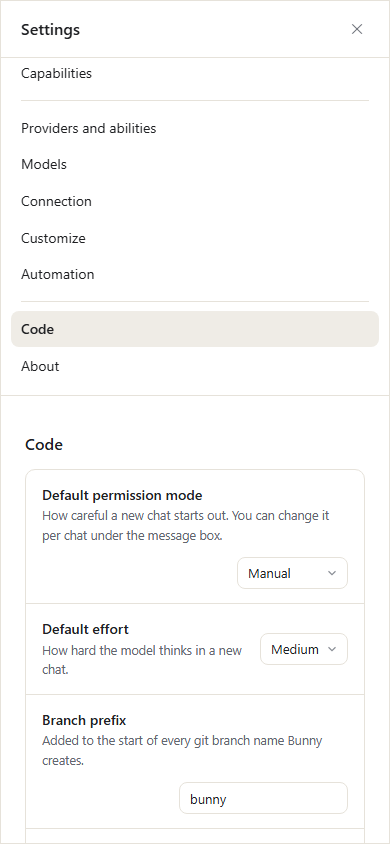 Settings
Capabilities
Providers and abilities
Models
Connection
Customize
Automation
Code
About
Code
Default permission mode
How careful a new chat starts out. You can change it
per chat under the message box.
Manual
Default effort
How hard the model thinks in a new
chat.
Medium
Branch prefix
Added to the start of every git branch name Bunny
creates.
bunny